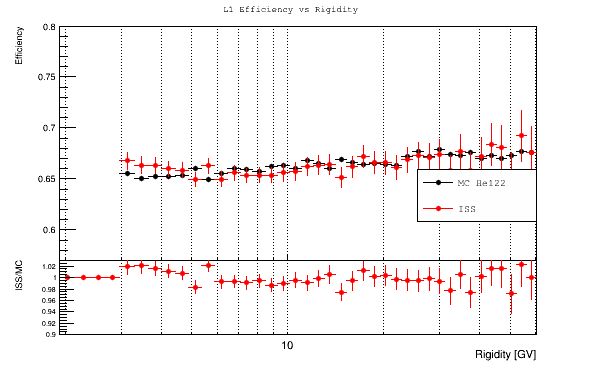 L1 Efficiency vs Rigidity
Efficiency
0.8
0.75
0.7
0.65
0.6
MC He122
ISS
ISS/MC
1.02
1
0.98
0.96
0.94
0.92
0.9
10
Rigidity [GV]